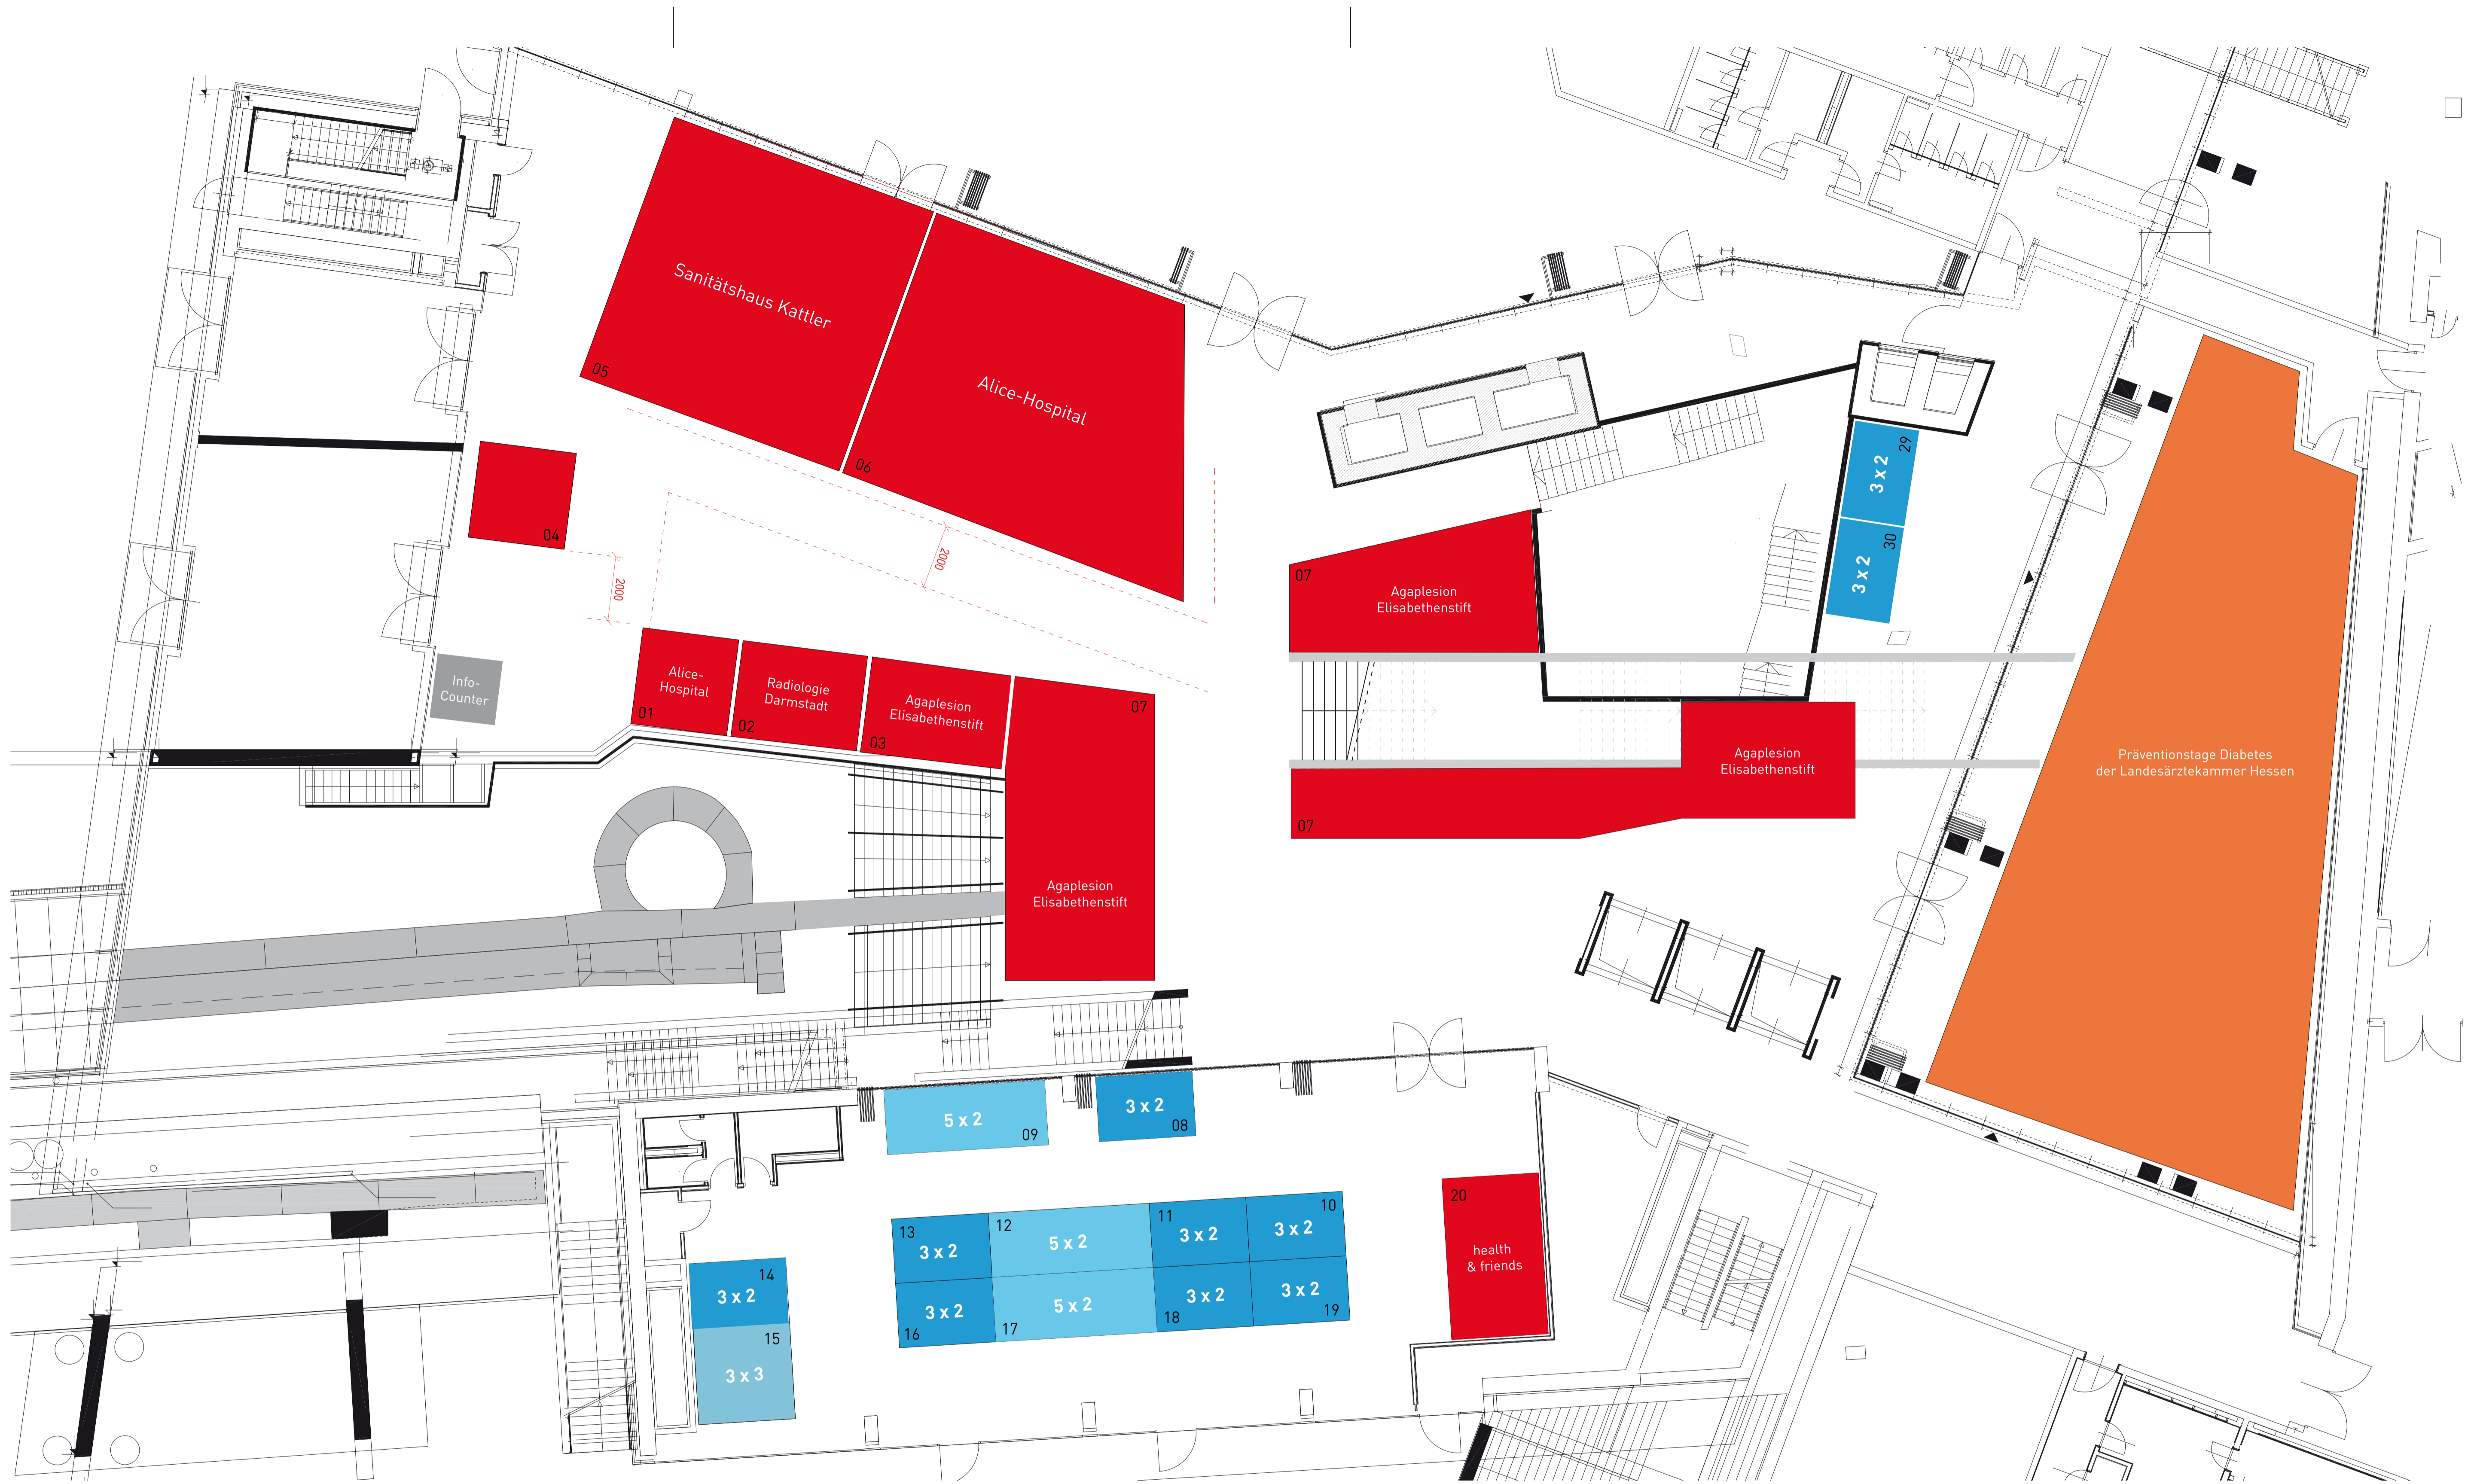 Sanitätshaus Kattler
05
Alice-Hospital
06
04
2000
2000
Info-
Counter
Alice-
Hospital
01
Radiologie
Darmstadt
02
Agaplesion
Elisabethenstift
03
07
Agaplesion
Elisabethenstift
07
Agaplesion
Elisabethenstift
Agaplesion
Elisabethenstift
07
29
3 x 2
30
3 x 2
Präventionstage Diabetes
der Landesärztekammer Hessen
5 x 2
09
3 x 2
08
13
3 x 2
12
5 x 2
11
3 x 2
10
3 x 2
3 x 2
16
5 x 2
17
3 x 2
18
3 x 2
19
14
3 x 2
15
3 x 3
20
health
& friends